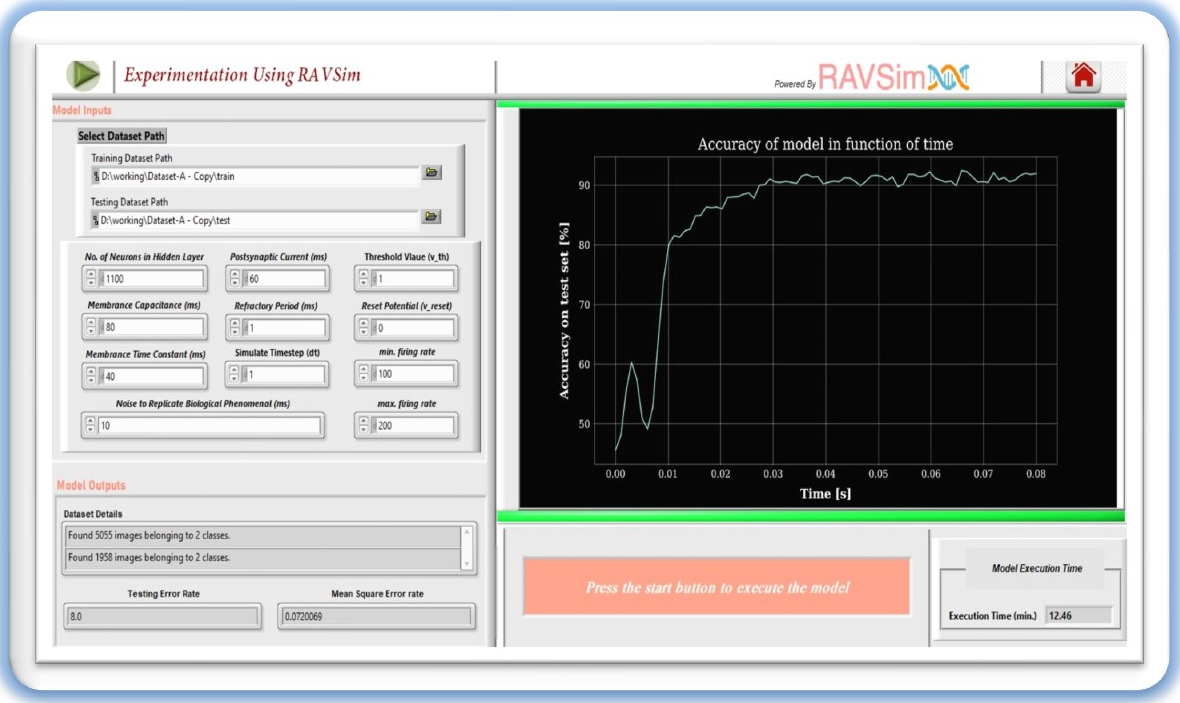 Experimentation Using RAVSim
Powered By RAVSim
Model Inputs
Select Dataset Path
Training Dataset Path
D:\working\Dataset-A - Copy\train
Testing Dataset Path
D:\working\Dataset-A - Copy\test
No. of Neurons in Hidden Layer
Postsynaptic Current (ms)
Threshold Vlaue (v_th)
1100
60
1
Membrance Capacitance (ms)
Refractory Period (ms)
Reset Potential (v_reset)
80
1
0
Membrance Time Constant (ms)
Simulate Timestep (dt)
min. firing rate
40
1
100
Noise to Replicate Biological Phenomenal (ms)
max. firing rate
10
200
Model Outputs
Dataset Details
Found 5055 images belonging to 2 classes.
Found 1958 images belonging to 2 classes.
Testing Error Rate
Mean Square Error rate
8.0
0.0720069
Accuracy of model in function of time
Accuracy on test set [%]
90
80
70
60
50
0.00 0.01 0.02 0.03 0.04 0.05 0.06 0.07 0.08
Time [s]
Press the start button to execute the model
Model Execution Time
Execution Time (min.) 12.46